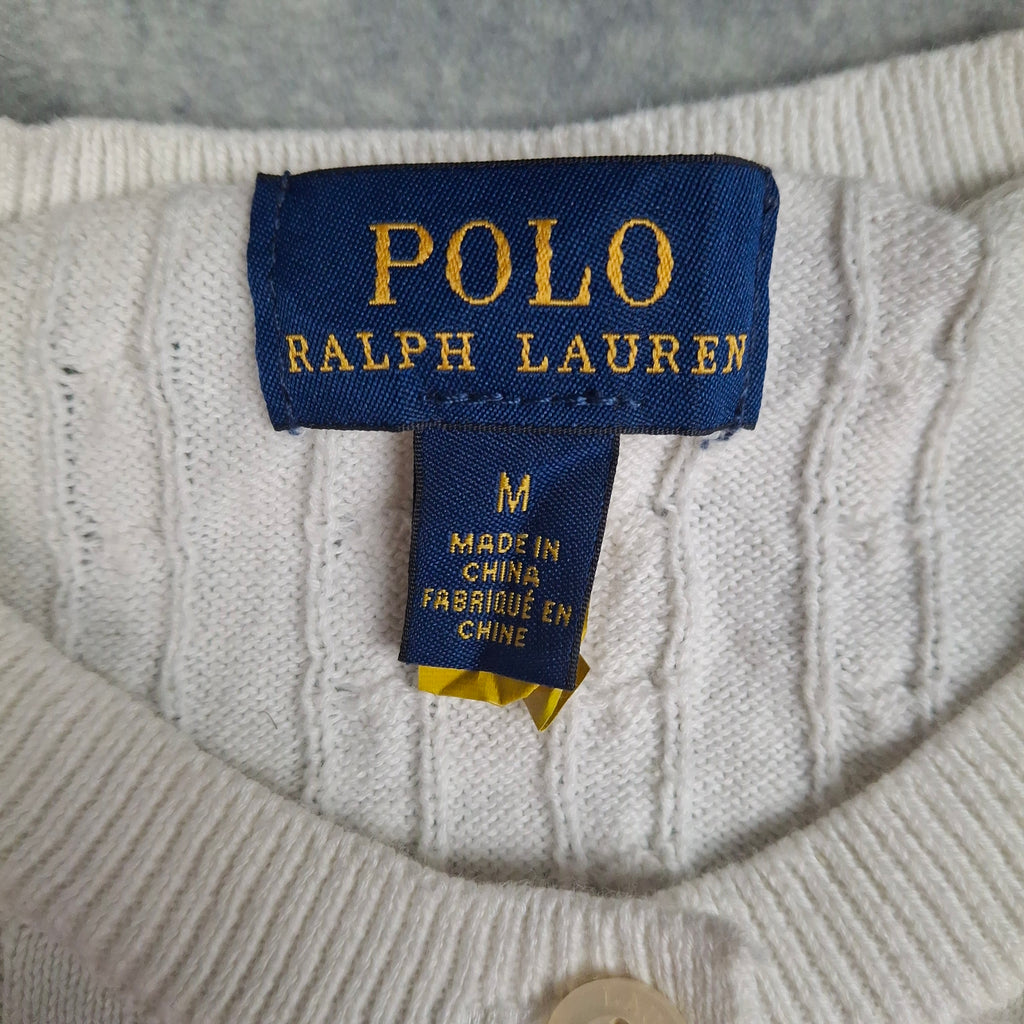 POLO
RALPH LAUREN
M
MADE IN
CHINA
FABRIQUÉ EN
CHINE